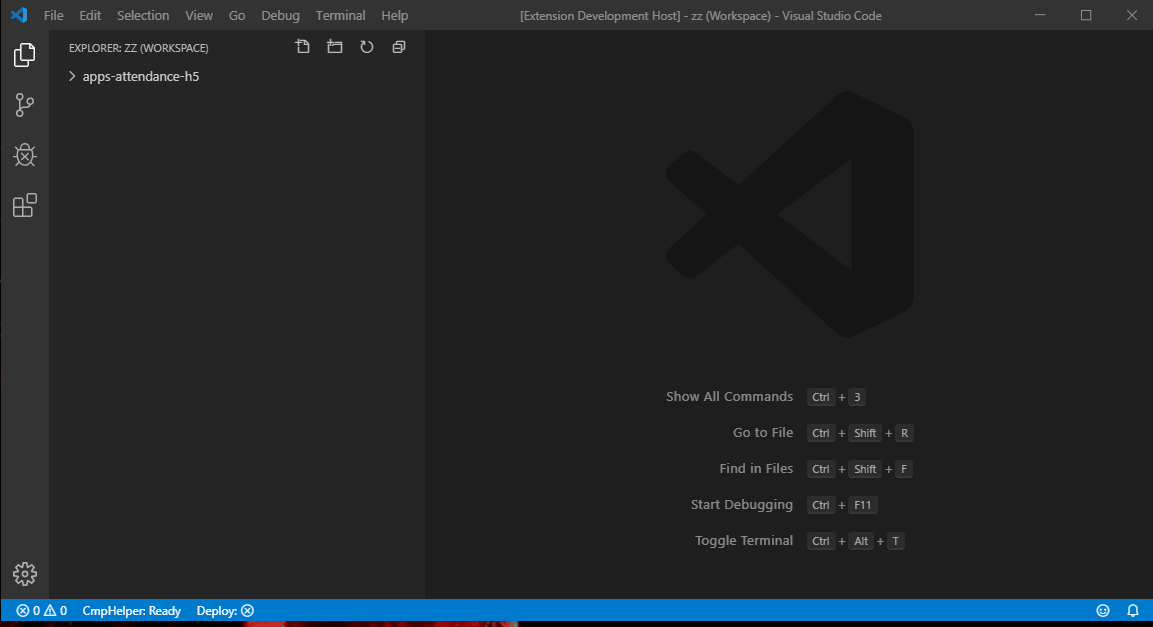 File Edit Selection View Go Debug Terminal Help [Extension Development Host] - zz (Workspace) - Visual Studio Code
EXPLORER: ZZ (WORKSPACE)
apps-attendance-h5
Show All Commands Ctrl + 3
Go to File Ctrl + Shift + R
Find in Files Ctrl + Shift + F
Start Debugging Ctrl + F11
Toggle Terminal Ctrl + Alt + T
0 0 CmpHelper: Ready Deploy: